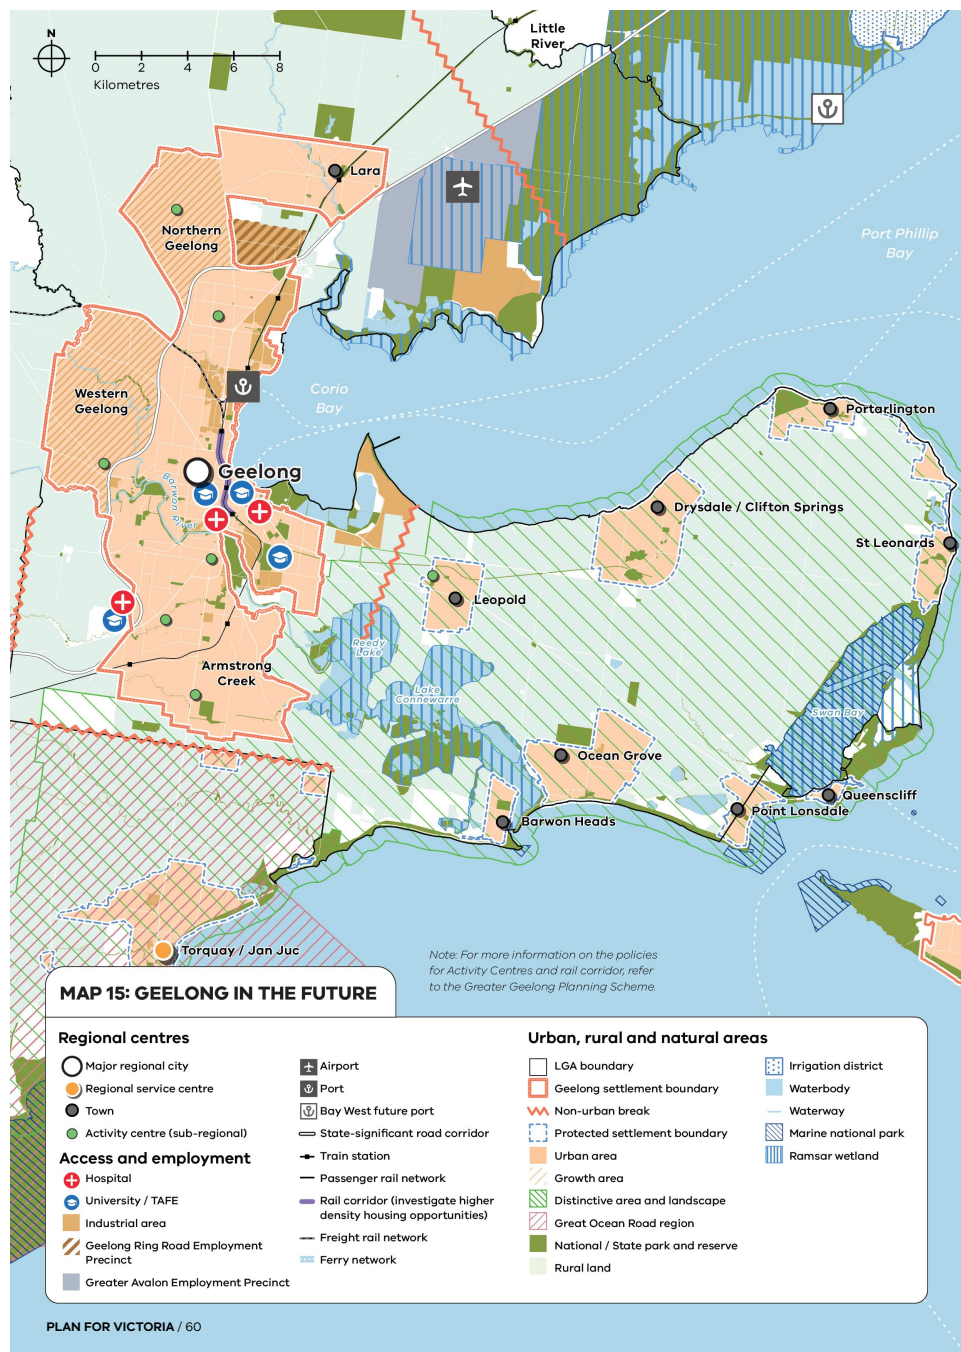 N
0 2 4 6 8
Kilometres
Little
River
Lara
Northern
Geelong
Port Phillip
Bay
Western
Geelong
Corio
Bay
Portarlington
Geelong
Barwon River
Drysdale / Clifton Springs
St Leonards
Leopold
Reedy
Lake
Armstrong
Creek
Lake
Connewarre
Swan Bay
Ocean Grove
Queenscliff
Point Lonsdale
Barwon Heads
Torquay / Jan Juc
Note: For more information on the policies
for Activity Centres and rail corridor, refer
to the Greater Geelong Planning Scheme.
MAP 15: GEELONG IN THE FUTURE
Regional centres
Major regional city
Regional service centre
Town
Activity centre (sub-regional)
Access and employment
Hospital
University / TAFE
Industrial area
Geelong Ring Road Employment
Precinct
Greater Avalon Employment Precinct
Airport
Port
Bay West future port
State-significant road corridor
Train station
Passenger rail network
Rail corridor (investigate higher
density housing opportunities)
Freight rail network
Ferry network
Urban, rural and natural areas
LGA boundary
Geelong settlement boundary
Non-urban break
Protected settlement boundary
Urban area
Growth area
Distinctive area and landscape
Great Ocean Road region
National / State park and reserve
Rural land
Irrigation district
Waterbody
Waterway
Marine national park
Ramsar wetland
PLAN FOR VICTORIA / 60